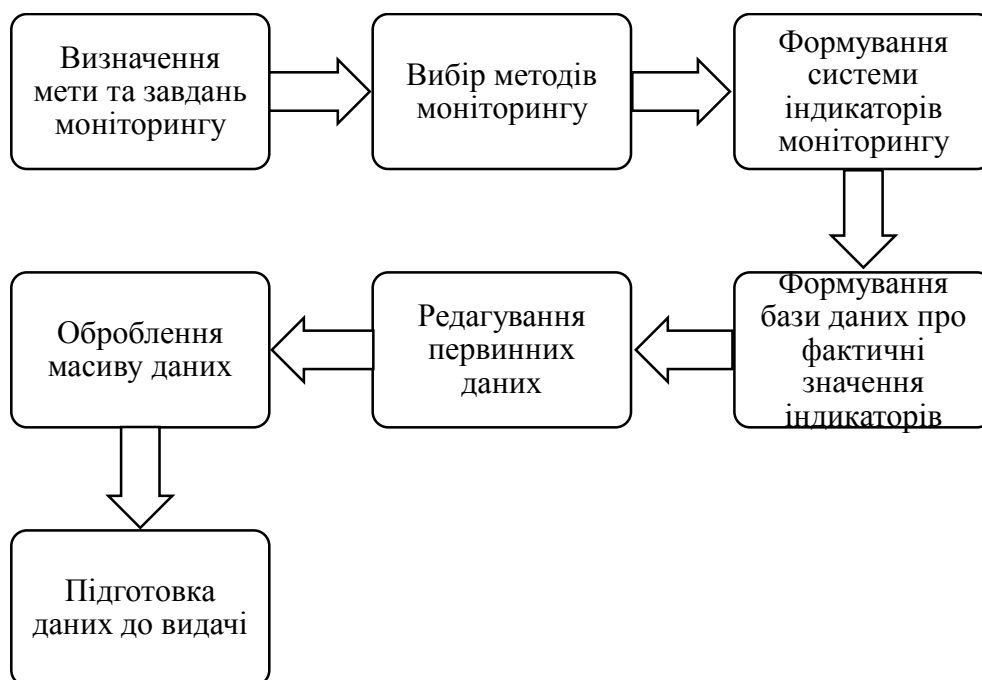 Визначення
мети та завдань
моніторингу
Вибір методів
моніторингу
Формування
системи
індикаторів
моніторингу
Формування
бази даних про
фактичні
значення
індикаторів
Редагування
первинних
даних
Оброблення
масиву даних
Підготовка
даних до видачі